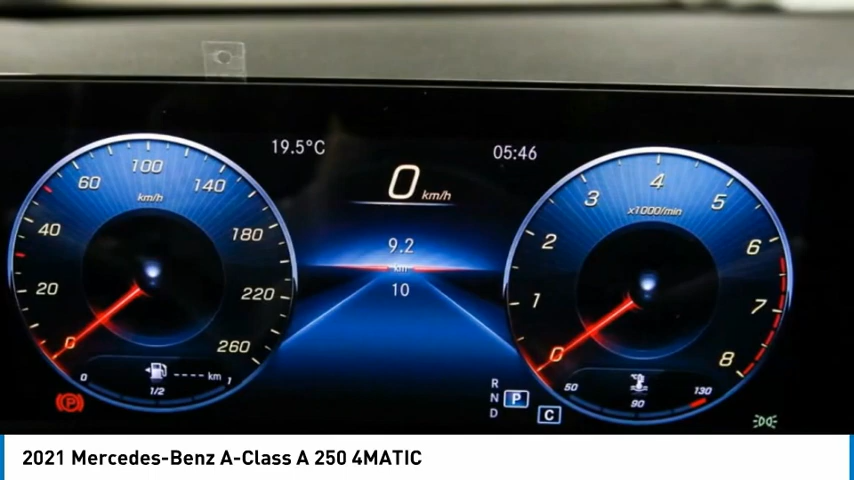 19.5°C
05:46
0 km/h
9.2
km
10
0
20
40
60
100
140
180
220
260
km/h
0
1/2
1
---- km
0
1
2
3
4
5
6
7
8
x1000/min
50
90
130
R
N
D
P
C
(P)
2021 Mercedes-Benz A-Class A 250 4MATIC